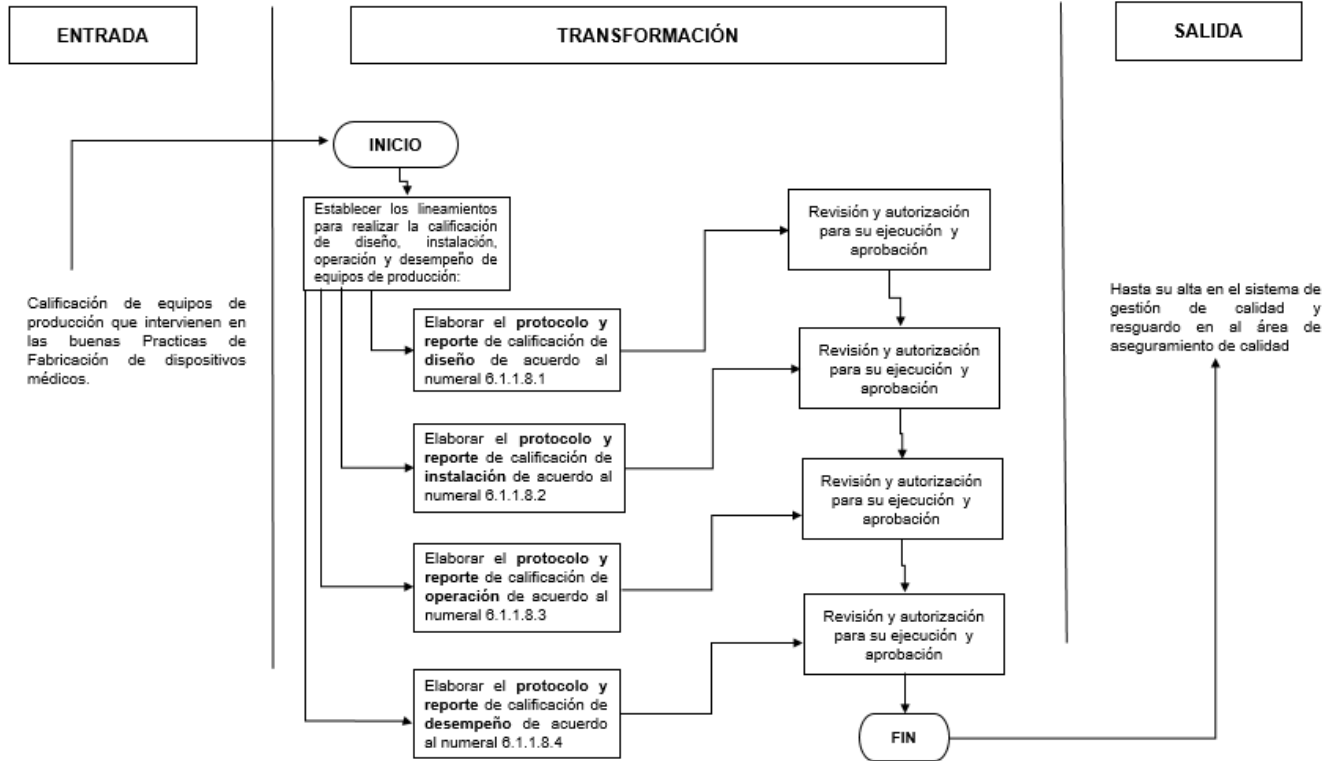 ENTRADA
TRANSFORMACIÓN
SALIDA
INICIO
Establecer los lineamientos
para realizar la calificación
de diseño, instalación,
operación y desempeño de
equipos de producción:
Revisión y autorización
para su ejecución y
aprobación
Calificación de equipos de
producción que intervienen en
las buenas Practicas de
Fabricación de dispositivos
médicos.
Elaborar el protocolo y
reporte de calificación de
diseño de acuerdo al
numeral 6.1.1.8.1
Revisión y autorización
para su ejecución y
aprobación
Hasta su alta en el sistema de
gestión de calidad y
resguardo en al área de
aseguramiento de calidad
Elaborar el protocolo y
reporte de calificación de
instalación de acuerdo al
numeral 6.1.1.8.2
Revisión y autorización
para su ejecución y
aprobación
Elaborar el protocolo y
reporte de calificación de
operación de acuerdo al
numeral 6.1.1.8.3
Revisión y autorización
para su ejecución y
aprobación
Elaborar el protocolo y
reporte de calificación de
desempeño de acuerdo
al numeral 6.1.1.8.4
FIN